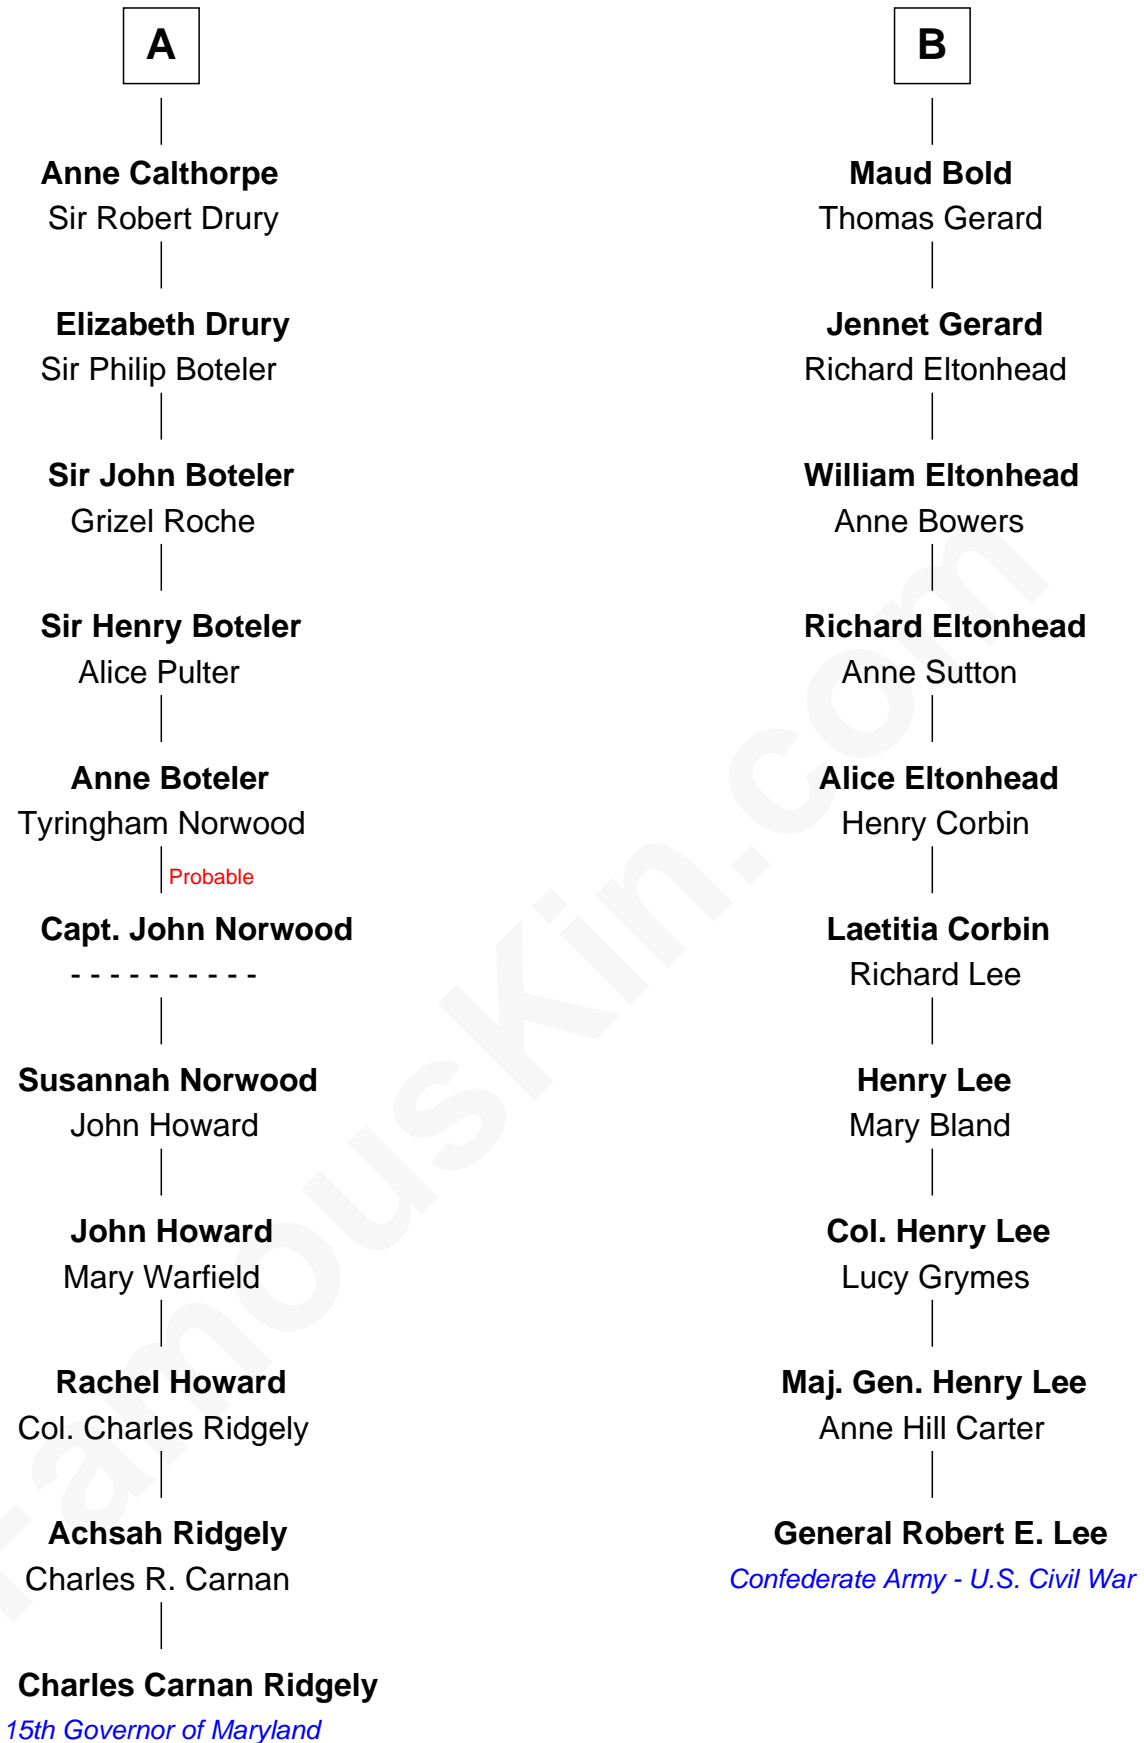 A
Anne Calthorpe
Sir Robert Drury
Elizabeth Drury
Sir Philip Boteler
Sir John Boteler
Grizel Roche
Sir Henry Boteler
Alice Pulter
Anne Boteler
Tyringham Norwood
Probable
Capt. John Norwood
- - - - - - - - - -
Susannah Norwood
John Howard
John Howard
Mary Warfield
Rachel Howard
Col. Charles Ridgely
Achsah Ridgely
Charles R. Carnan
Charles Carnan Ridgely
15th Governor of Maryland
B
Maud Bold
Thomas Gerard
Jennet Gerard
Richard Eltonhead
William Eltonhead
Anne Bowers
Richard Eltonhead
Anne Sutton
Alice Eltonhead
Henry Corbin
Laetitia Corbin
Richard Lee
Henry Lee
Mary Bland
Col. Henry Lee
Lucy Grymes
Maj. Gen. Henry Lee
Anne Hill Carter
General Robert E. Lee
Confederate Army - U.S. Civil War
FamousKin.com